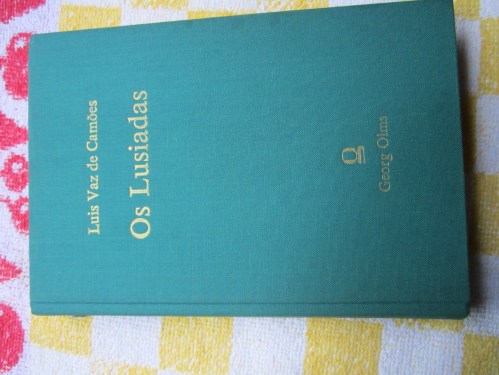 Luis Vaz de Camões
Os Lusiadas
Georg Olms